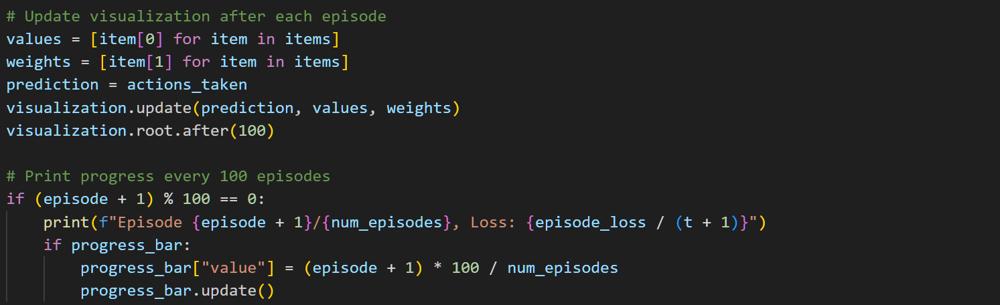 # Update visualization after each episode
values = [item[0] for item in items]
weights = [item[1] for item in items]
prediction = actions_taken
visualization.update(prediction, values, weights)
visualization.root.after(100)

# Print progress every 100 episodes
if (episode + 1) % 100 == 0:
    print(f"Episode {episode + 1}/{num_episodes}, Loss: {episode_loss / (t + 1)}")
    if progress_bar:
        progress_bar["value"] = (episode + 1) * 100 / num_episodes
        progress_bar.update()